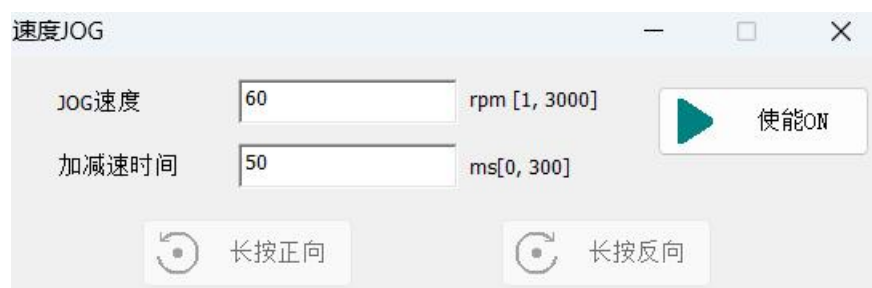 速度JOG
JOG速度 60 rpm [1, 3000]
使能ON
加减速时间 50 ms[0, 300]
长按正向 长按反向